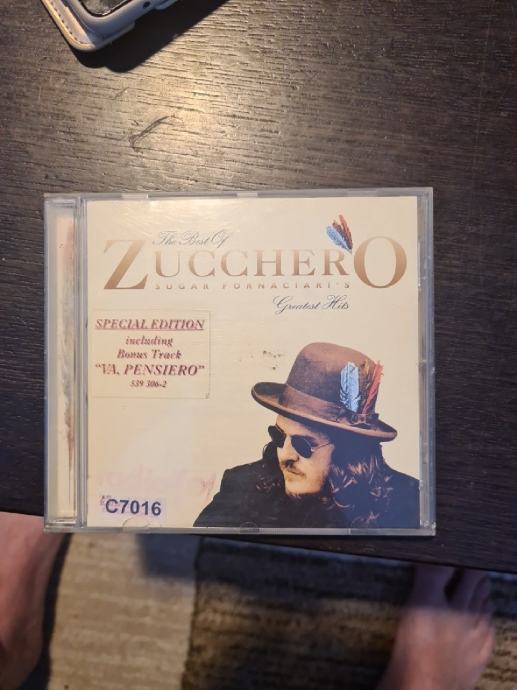 The Best Of
ZUCCHERO
SUGAR FORNACIARI'S
Greatest Hits
SPECIAL EDITION
including
Bonus Track
"VA, PENSIERO"
539 306-2
C7016